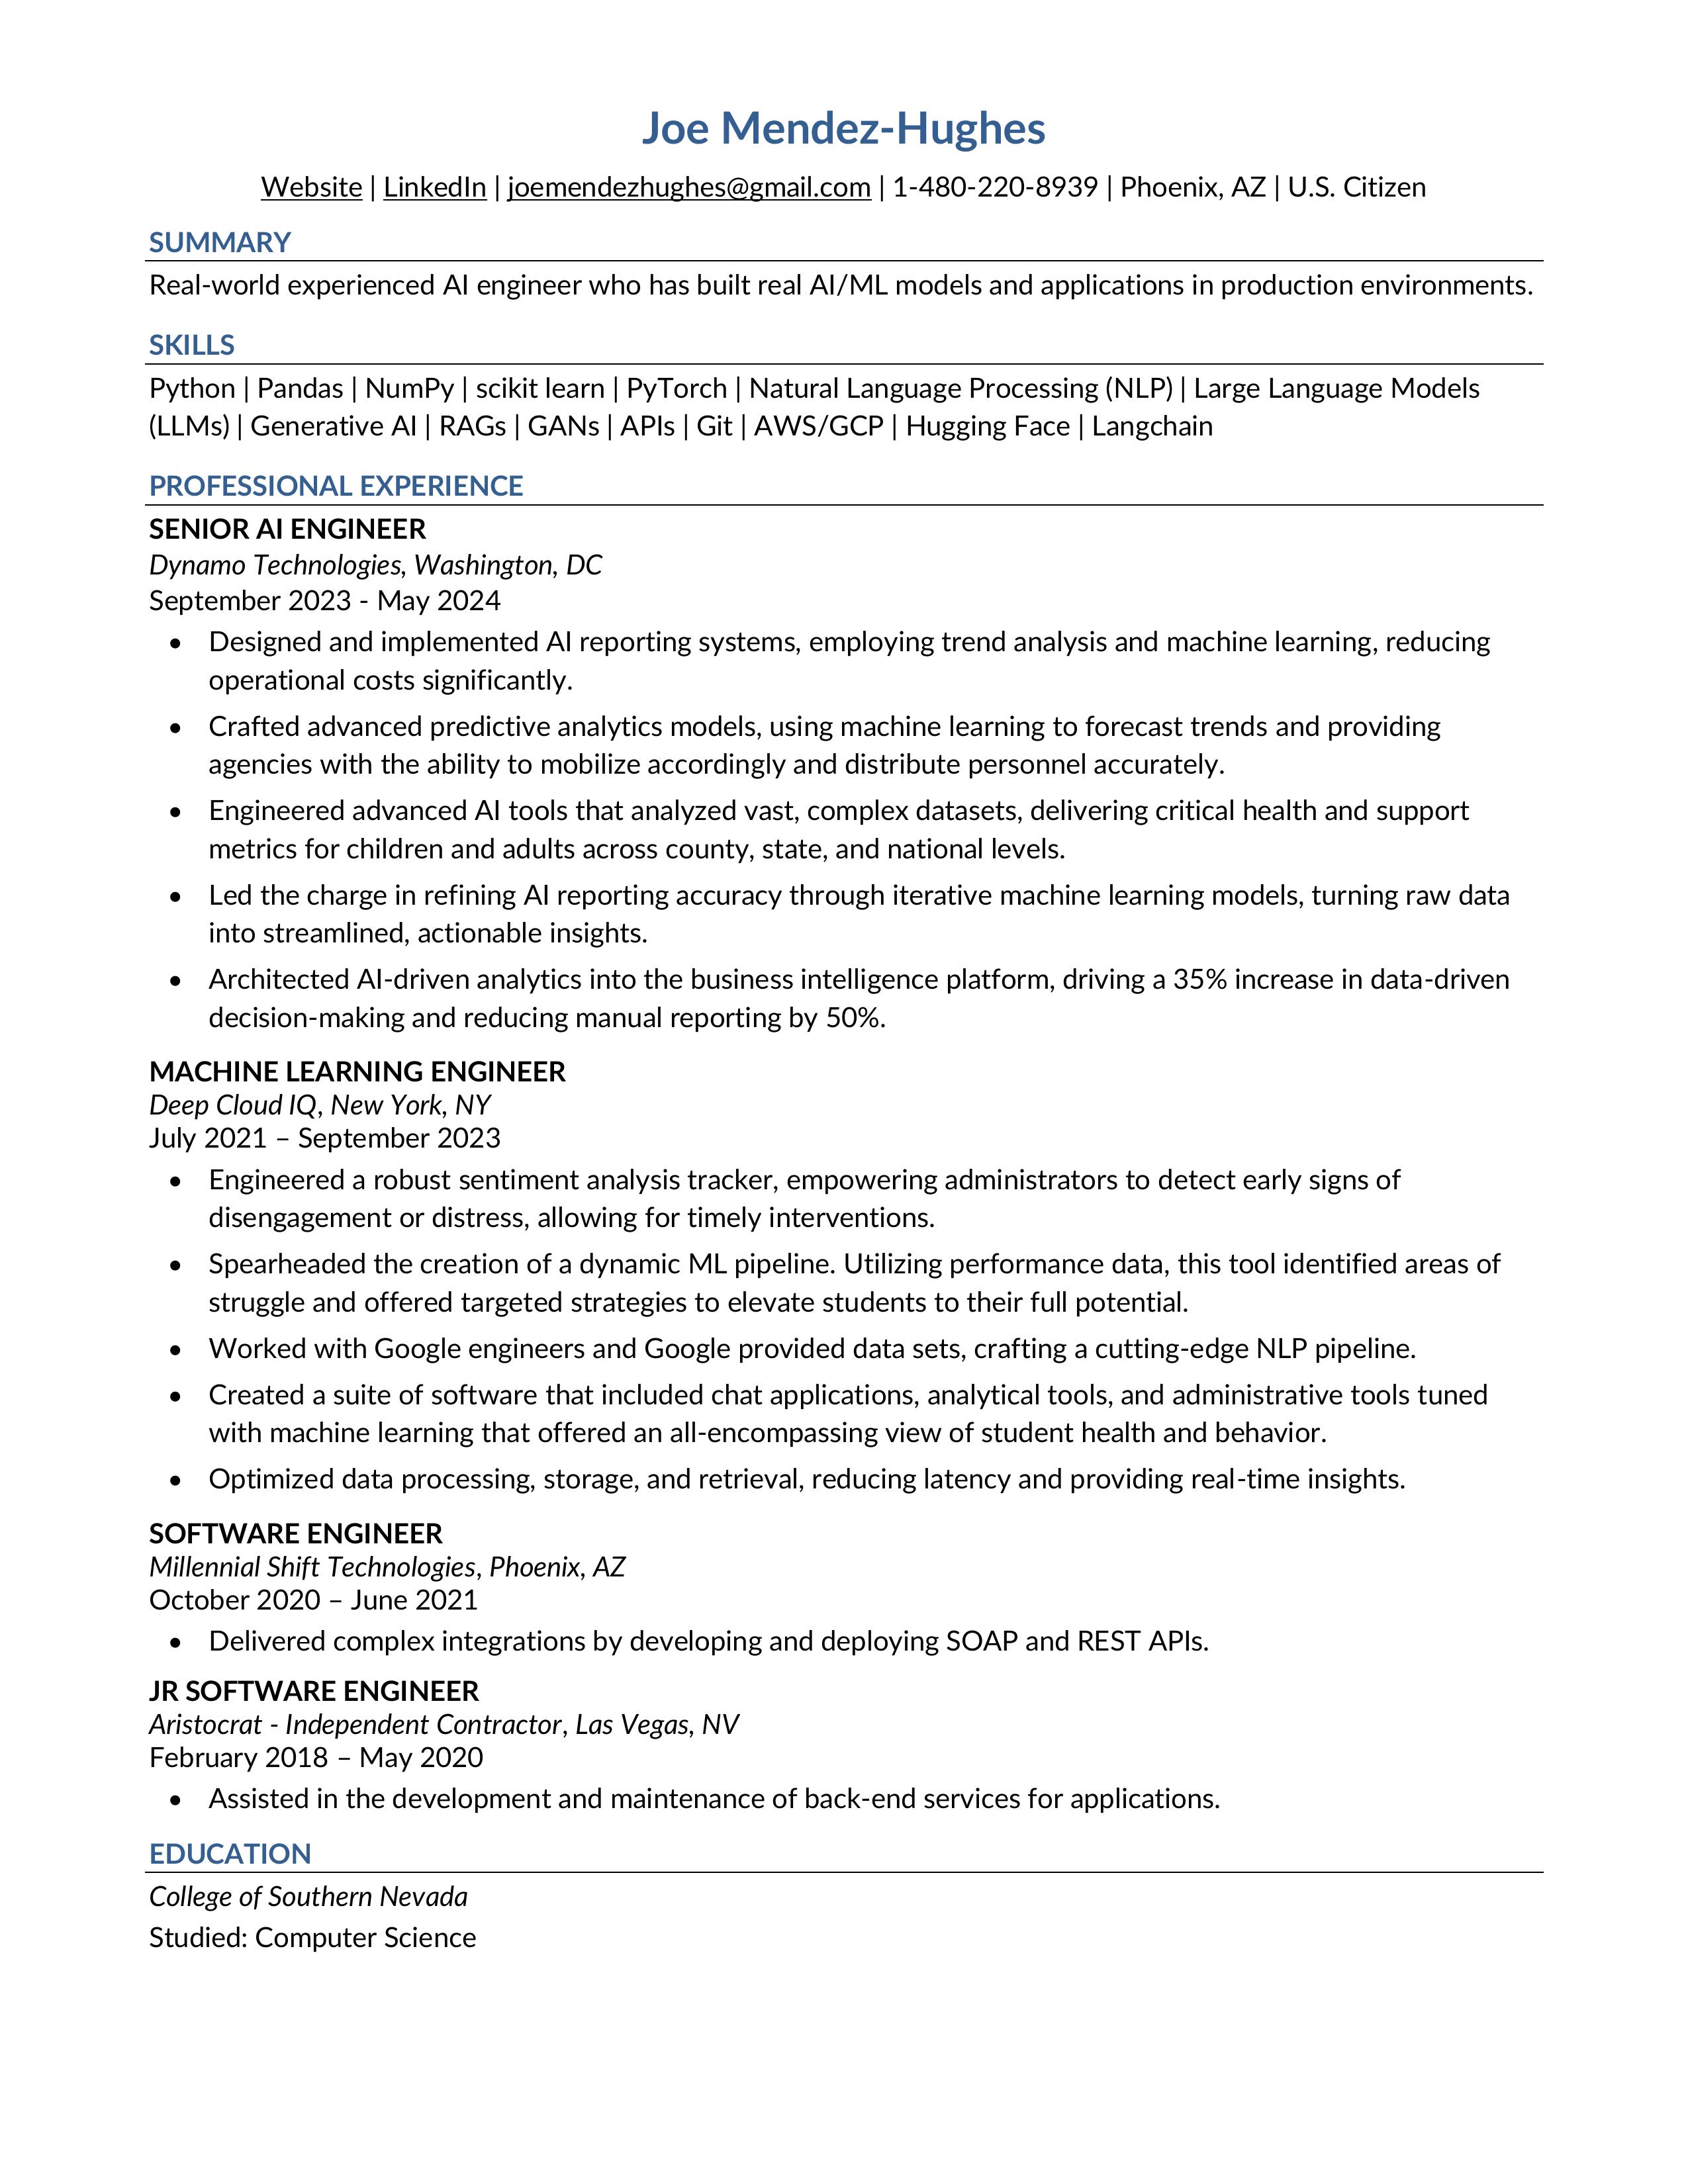 Joe Mendez-Hughes
Website | LinkedIn | joemendezhughes@gmail.com | 1-480-220-8939 | Phoenix, AZ | U.S. Citizen
SUMMARY
Real-world experienced AI engineer who has built real AI/ML models and applications in production environments.
SKILLS
Python | Pandas | NumPy | scikit learn | PyTorch | Natural Language Processing (NLP) | Large Language Models
(LLMs) | Generative AI | RAGs | GANs | APIs | Git | AWS/GCP | Hugging Face | Langchain
PROFESSIONAL EXPERIENCE
SENIOR AI ENGINEER
Dynamo Technologies, Washington, DC
September 2023 - May 2024
• Designed and implemented AI reporting systems, employing trend analysis and machine learning, reducing
operational costs significantly.
• Crafted advanced predictive analytics models, using machine learning to forecast trends and providing
agencies with the ability to mobilize accordingly and distribute personnel accurately.
• Engineered advanced AI tools that analyzed vast, complex datasets, delivering critical health and support
metrics for children and adults across county, state, and national levels.
• Led the charge in refining AI reporting accuracy through iterative machine learning models, turning raw data
into streamlined, actionable insights.
• Architected AI-driven analytics into the business intelligence platform, driving a 35% increase in data-driven
decision-making and reducing manual reporting by 50%.
MACHINE LEARNING ENGINEER
Deep Cloud IQ, New York, NY
July 2021 – September 2023
• Engineered a robust sentiment analysis tracker, empowering administrators to detect early signs of
disengagement or distress, allowing for timely interventions.
• Spearheaded the creation of a dynamic ML pipeline. Utilizing performance data, this tool identified areas of
struggle and offered targeted strategies to elevate students to their full potential.
• Worked with Google engineers and Google provided data sets, crafting a cutting-edge NLP pipeline.
• Created a suite of software that included chat applications, analytical tools, and administrative tools tuned
with machine learning that offered an all-encompassing view of student health and behavior.
• Optimized data processing, storage, and retrieval, reducing latency and providing real-time insights.
SOFTWARE ENGINEER
Millennial Shift Technologies, Phoenix, AZ
October 2020 – June 2021
• Delivered complex integrations by developing and deploying SOAP and REST APIs.
JR SOFTWARE ENGINEER
Aristocrat - Independent Contractor, Las Vegas, NV
February 2018 – May 2020
• Assisted in the development and maintenance of back-end services for applications.
EDUCATION
College of Southern Nevada
Studied: Computer Science